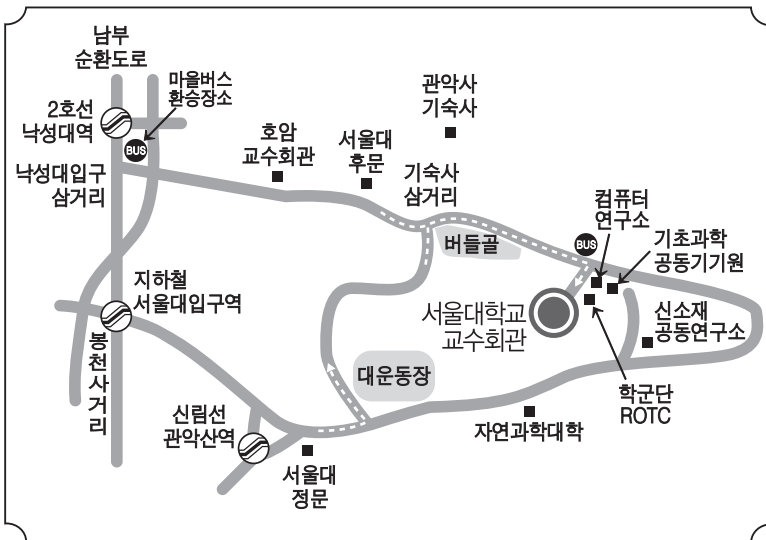 남부
순환도로
마을버스
환승장소
2호선
낙성대역
BUS
낙성대입구
삼거리
호암
교수회관
서울대
후문
관악사
기숙사
기숙사
삼거리
버들골
BUS
컴퓨터
연구소
기초과학
공동기기원
지하철
서울대입구역
서울대학교
교수회관
신소재
공동연구소
봉천사거리
대운동장
학군단
ROTC
신림선
관악산역
자연과학대학
서울대
정문